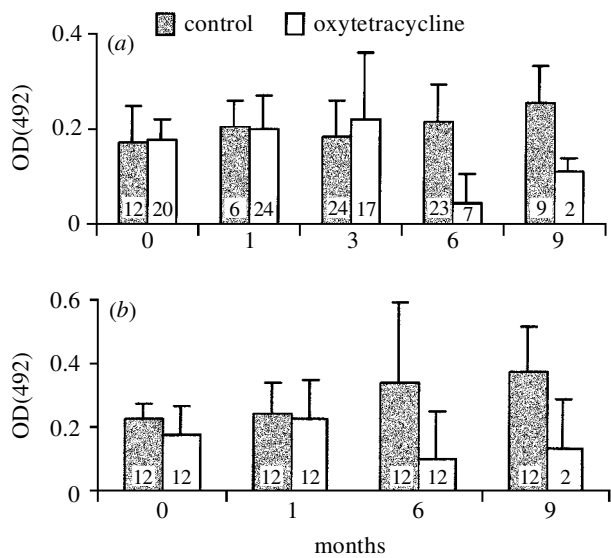 control oxytetracycline
(a)
0.4
0.2
0
OD(492)
12 20 6 24 24 17 23 7 9 2
0 1 3 6 9
(b)
0.6
0.4
0.2
0
OD(492)
12 12 12 12 12 12 12 2
0 1 6 9
months